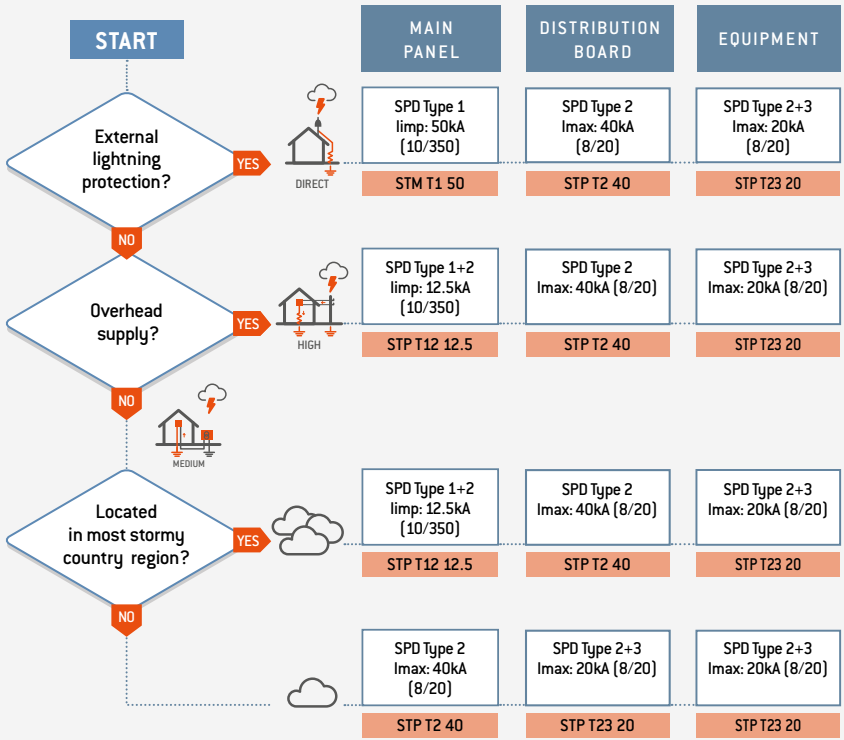 START
MAIN
PANEL
DISTRIBUTION
BOARD
EQUIPMENT
External
lightning
protection?
YES
DIRECT
SPD Type 1
Iimp: 50kA
(10/350)
STM T1 50
SPD Type 2
Imax: 40kA
(8/20)
STP T2 40
SPD Type 2+3
Imax: 20kA
(8/20)
STP T23 20
NO
Overhead
supply?
YES
HIGH
SPD Type 1+2
Iimp: 12.5kA
(10/350)
STP T12 12.5
SPD Type 2
Imax: 40kA (8/20)
STP T2 40
SPD Type 2+3
Imax: 20kA (8/20)
STP T23 20
NO
MEDIUM
Located
in most stormy
country region?
YES
SPD Type 1+2
Iimp: 12.5kA
(10/350)
STP T12 12.5
SPD Type 2
Imax: 40kA (8/20)
STP T2 40
SPD Type 2+3
Imax: 20kA (8/20)
STP T23 20
NO
SPD Type 2
Imax: 40kA
(8/20)
STP T2 40
SPD Type 2+3
Imax: 20kA (8/20)
STP T23 20
SPD Type 2+3
Imax: 20kA (8/20)
STP T23 20